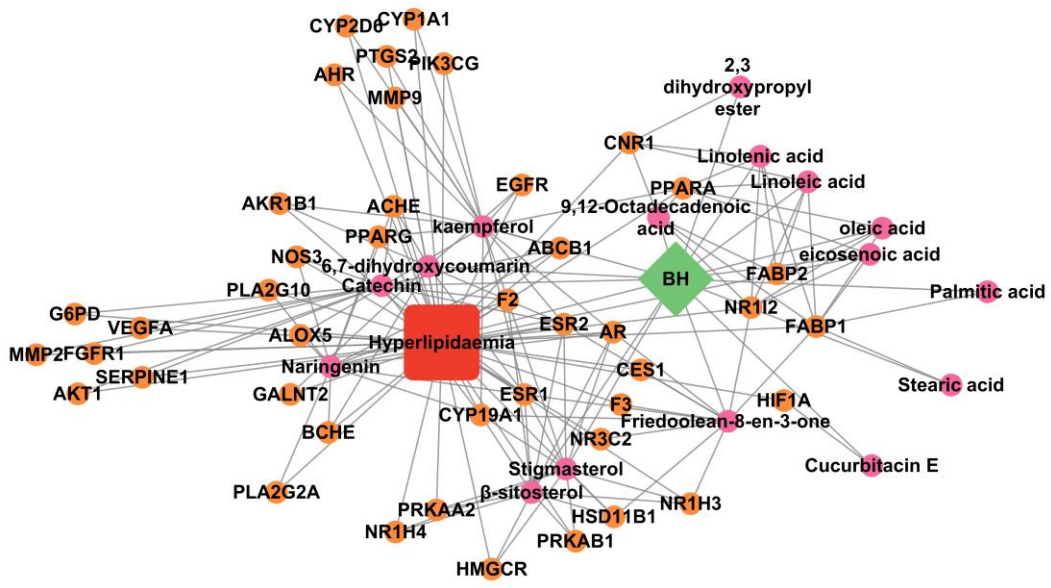 CYP2D6
CYP1A1
PTGS2
PIK3CG
AHR
MMP9
2,3
dihydroxypropyl
ester
CNR1
Linolenic acid
Linoleic acid
EGFR
PPARA
AKR1B1
ACHE
9,12-Octadecadenoic
acid
kaempferol
oleic acid
PPARG
ABCB1
eicosenoic acid
NOS3
6,7-dihydroxycoumarin
BH
FABP2
Catechin
PLA2G10
Palmitic acid
F2
NR1I2
G6PD
VEGFA
ESR2
AR
FABP1
ALOX5
Hyperlipidaemia
MMP2
FGFR1
Naringenin
CES1
SERPINE1
Stearic acid
AKT1
GALNT2
ESR1
F3
HIF1A
CYP19A1
Friedoolean-8-en-3-one
BCHE
NR3C2
Stigmasterol
Cucurbitacin E
PLA2G2A
β-sitosterol
NR1H3
PRKAA2
HSD11B1
NR1H4
PRKAB1
HMGCR